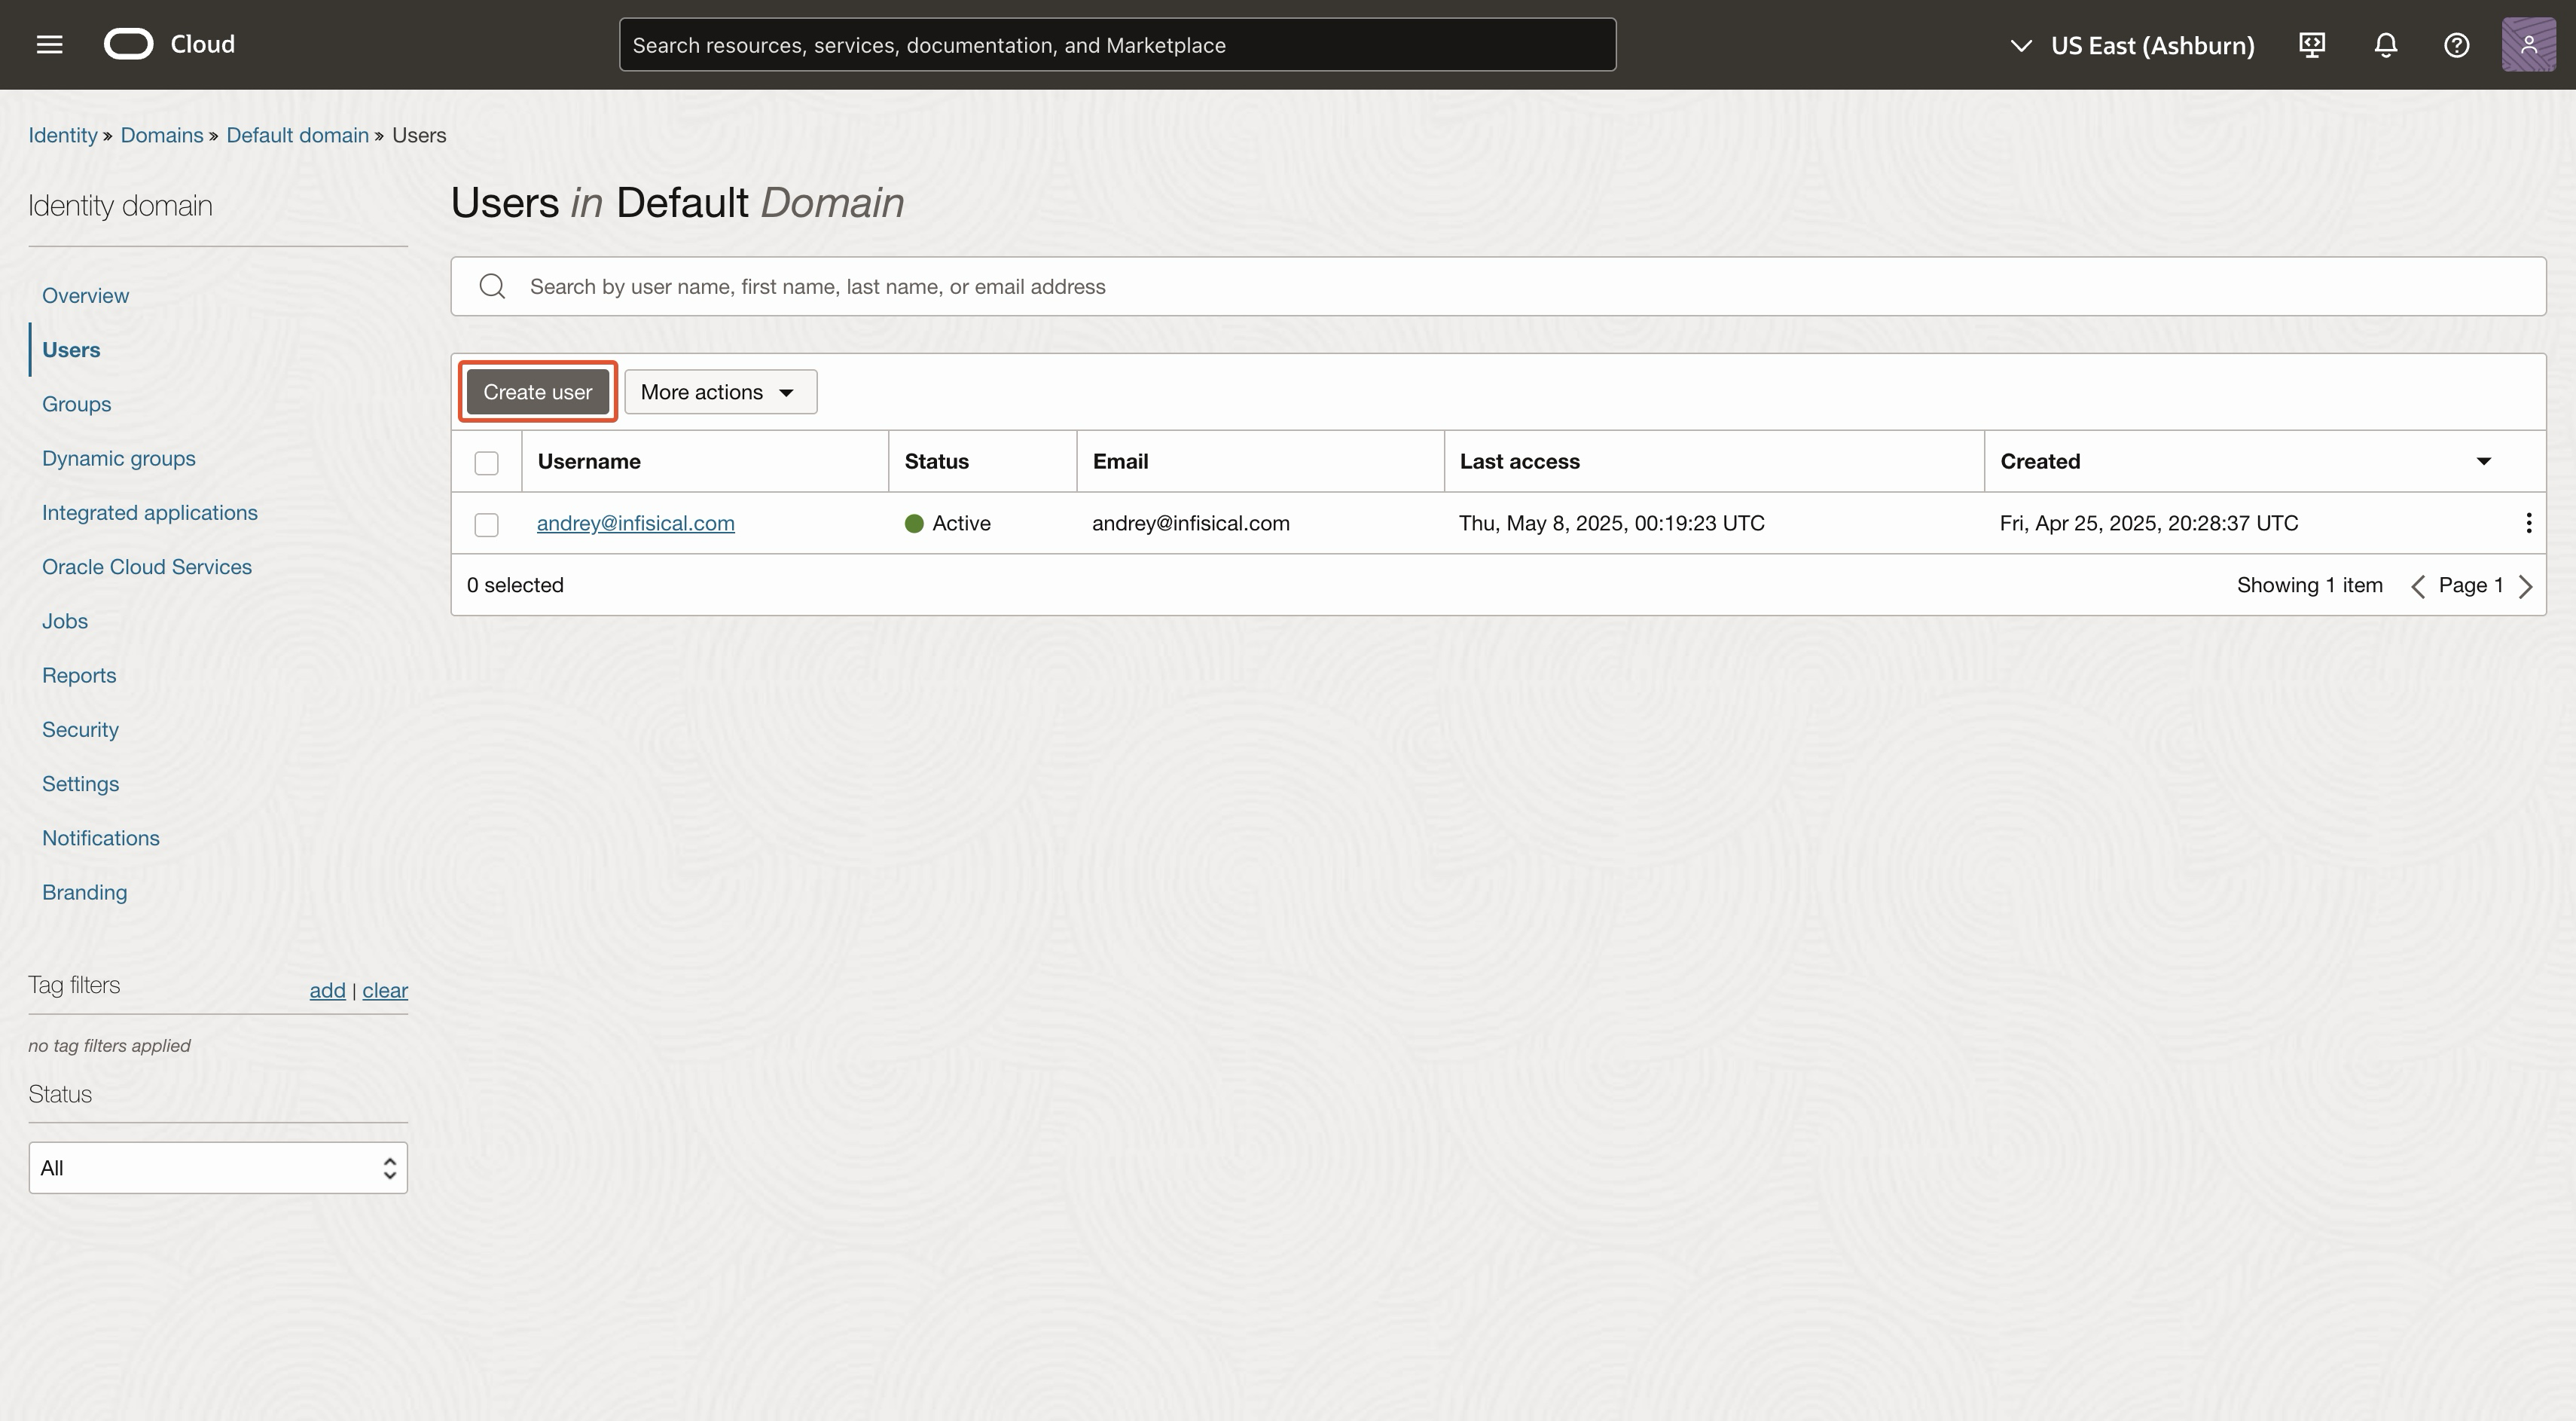 Cloud
Search resources, services, documentation, and Marketplace
US East (Ashburn)
Identity » Domains » Default domain » Users
Identity domain
Overview
Users
Groups
Dynamic groups
Integrated applications
Oracle Cloud Services
Jobs
Reports
Security
Settings
Notifications
Branding
Tag filters
add | clear
no tag filters applied
Status
All
Users in Default Domain
Search by user name, first name, last name, or email address
Create user More actions
Username Status Email Last access Created
andrey@infisical.com Active andrey@infisical.com Thu, May 8, 2025, 00:19:23 UTC Fri, Apr 25, 2025, 20:28:37 UTC
0 selected Showing 1 item Page 1